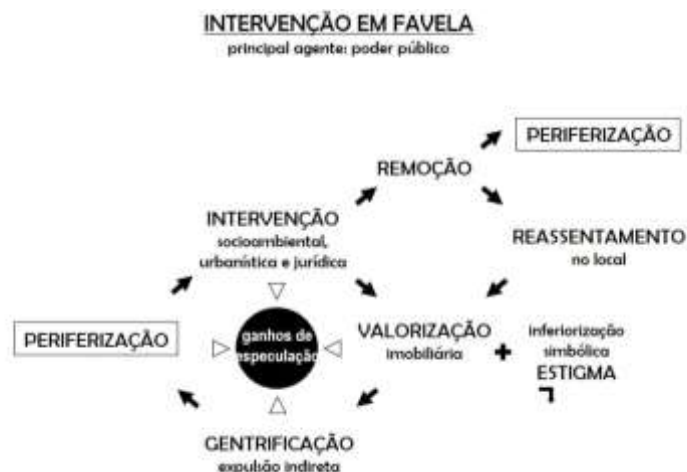 INTERVENÇÃO EM FAVELA
principal agente: poder público
PERIFERIZAÇÃO
REMOÇÃO
INTERVENÇÃO
socioambiental,
urbanística e jurídica
REASSENTAMENTO
no local
PERIFERIZAÇÃO
ganhos de
especulação
VALORIZAÇÃO
imobiliária
+
inferiorização
simbólica
ESTIGMA
GENTRIFICAÇÃO
expulsão indireta